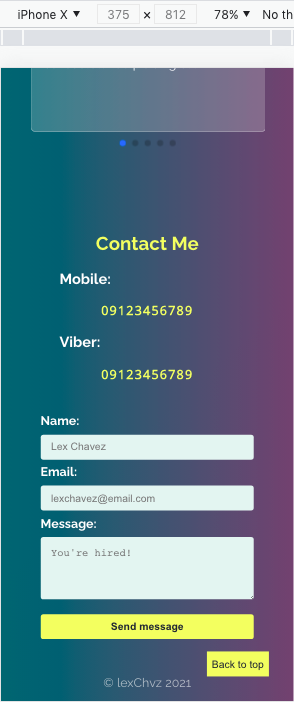 iPhone X ▼ 375 × 812 78% ▼ No th
Contact Me
Mobile:
09123456789
Viber:
09123456789
Name:
Lex Chavez
Email:
lexchavez@email.com
Message:
You're hired!
Send message
Back to top
© lexChvz 2021